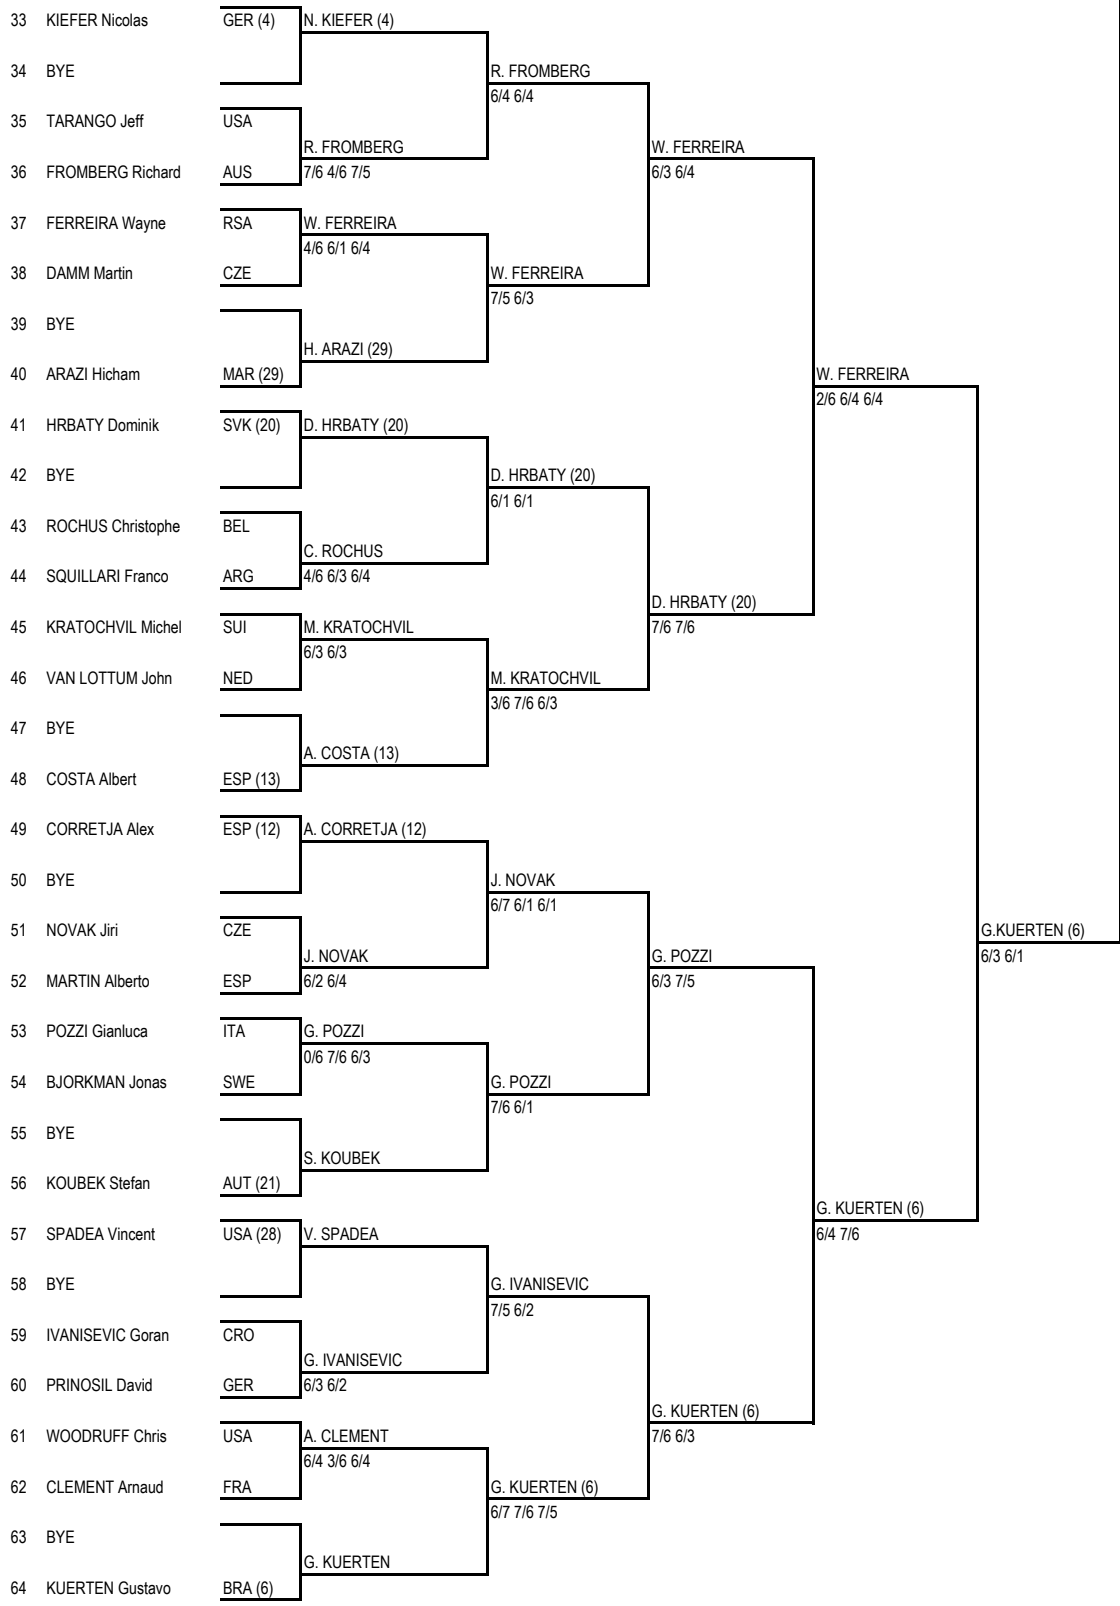 33 KIEFER Nicolas GER (4) N. KIEFER (4)
34 BYE R. FROMBERG
6/4 6/4
35 TARANGO Jeff USA
R. FROMBERG W. FERREIRA
36 FROMBERG Richard AUS 7/6 4/6 7/5 6/3 6/4
37 FERREIRA Wayne RSA W. FERREIRA
4/6 6/1 6/4
38 DAMM Martin CZE W. FERREIRA
7/5 6/3
39 BYE
H. ARAZI (29)
40 ARAZI Hicham MAR (29) W. FERREIRA
2/6 6/4 6/4
41 HRBATY Dominik SVK (20) D. HRBATY (20)
42 BYE D. HRBATY (20)
6/1 6/1
43 ROCHUS Christophe BEL
C. ROCHUS
44 SQUILLARI Franco ARG 4/6 6/3 6/4
D. HRBATY (20)
45 KRATOCHVIL Michel SUI M. KRATOCHVIL 7/6 7/6
6/3 6/3
46 VAN LOTTUM John NED M. KRATOCHVIL
3/6 7/6 6/3
47 BYE
A. COSTA (13)
48 COSTA Albert ESP (13)
49 CORRETJA Alex ESP (12) A. CORRETJA (12)
50 BYE J. NOVAK
6/7 6/1 6/1
51 NOVAK Jiri CZE G.KUERTEN (6)
J. NOVAK G. POZZI 6/3 6/1
52 MARTIN Alberto ESP 6/2 6/4 6/3 7/5
53 POZZI Gianluca ITA G. POZZI
0/6 7/6 6/3
54 BJORKMAN Jonas SWE G. POZZI
7/6 6/1
55 BYE
S. KOUBEK
56 KOUBEK Stefan AUT (21)
G. KUERTEN (6)
57 SPADEA Vincent USA (28) V. SPADEA 6/4 7/6
58 BYE G. IVANISEVIC
7/5 6/2
59 IVANISEVIC Goran CRO
G. IVANISEVIC
60 PRINOSIL David GER 6/3 6/2
G. KUERTEN (6)
61 WOODRUFF Chris USA A. CLEMENT 7/6 6/3
6/4 3/6 6/4
62 CLEMENT Arnaud FRA G. KUERTEN (6)
6/7 7/6 7/5
63 BYE
G. KUERTEN
64 KUERTEN Gustavo BRA (6)